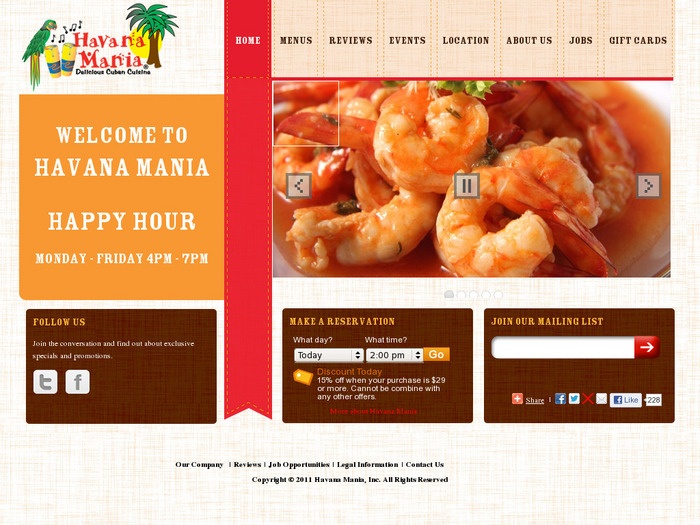 Havana
Mania®
Delicious Cuban Cuisine
HOME
MENUS
REVIEWS
EVENTS
LOCATION
ABOUT US
JOBS
GIFT CARDS
WELCOME TO
HAVANA MANIA
HAPPY HOUR
MONDAY - FRIDAY 4PM - 7PM
FOLLOW US
Join the conversation and find out about exclusive
specials and promotions.
MAKE A RESERVATION
What day? What time?
Today 2:00 pm Go
Discount Today
15% off when your purchase is $29
or more. Cannot be combine with
any other offers.
More about Havana Mania
JOIN OUR MAILING LIST
Share | Like 228
Our Company | Reviews | Job Opportunities | Legal Information | Contact Us
Copyright © 2011 Havana Mania, Inc. All Rights Reserved